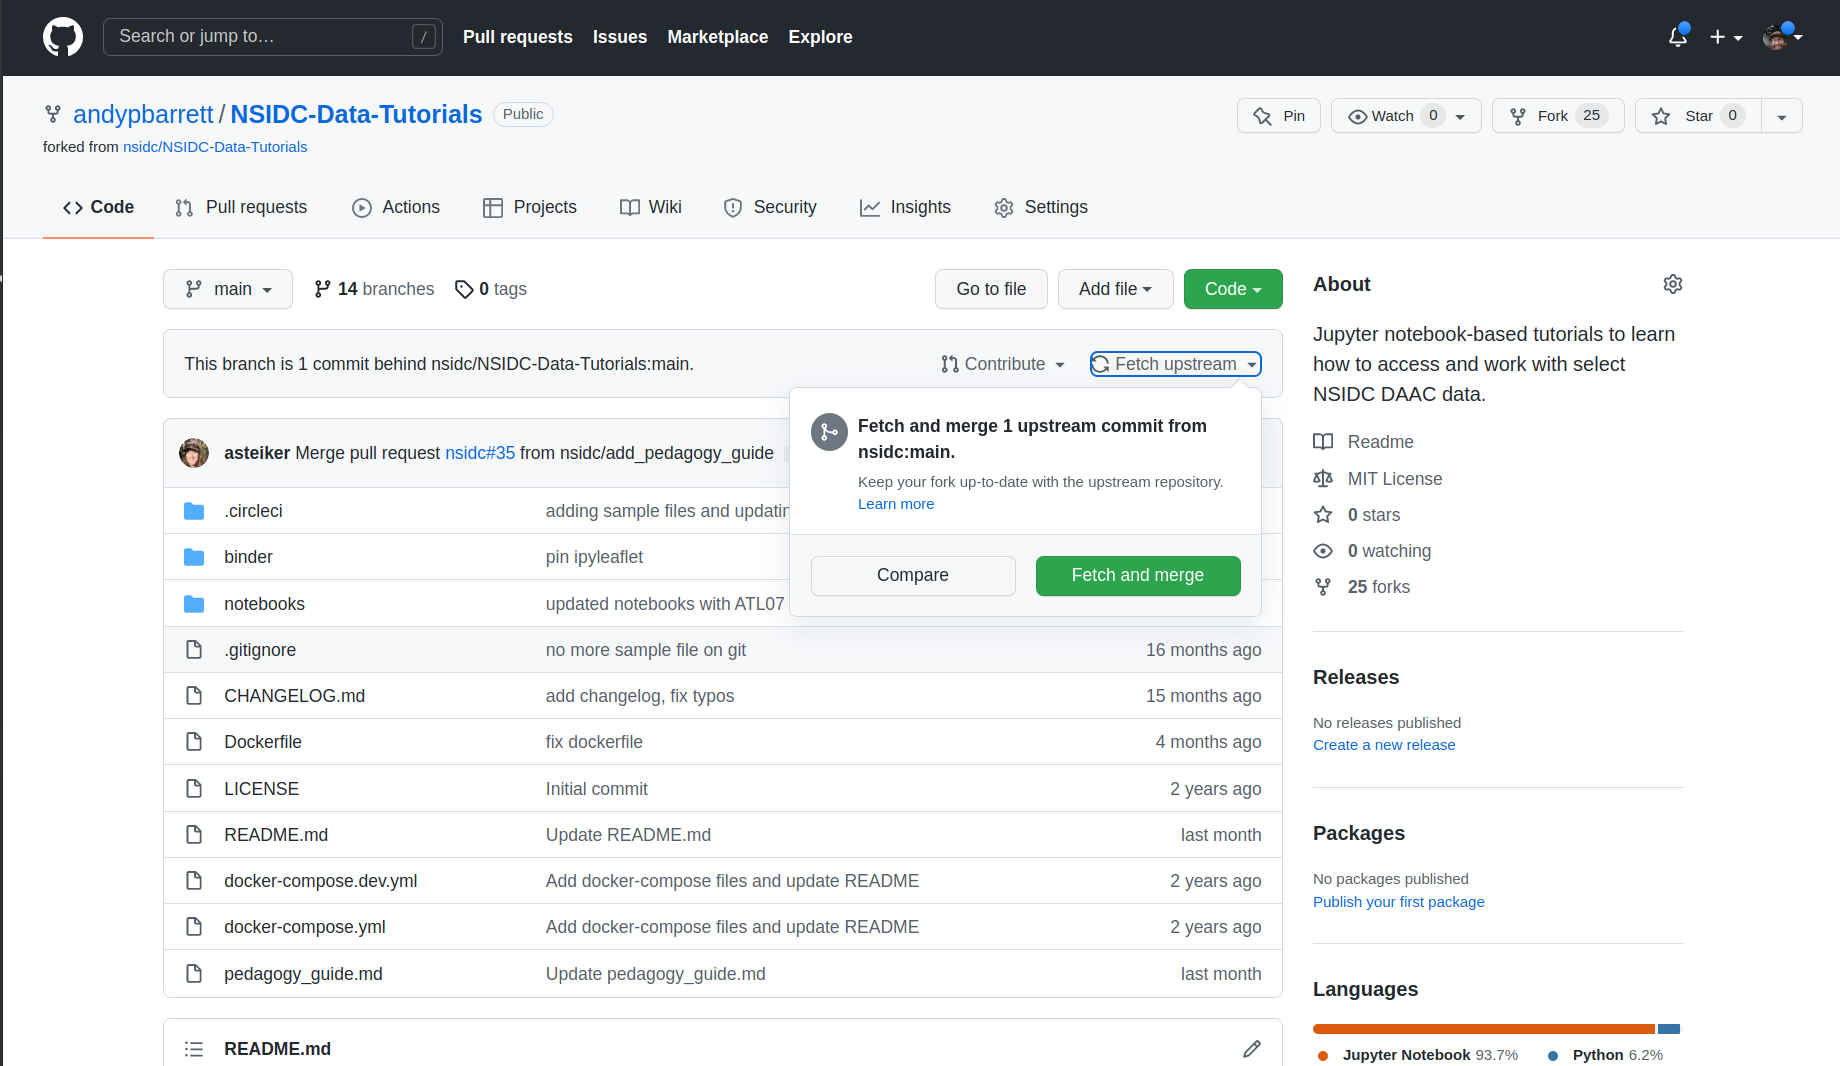 Search or jump to…
/
Pull requests Issues Marketplace Explore
andypbarrett / NSIDC-Data-Tutorials Public
Pin
Watch 0
Fork 25
Star 0
forked from nsidc/NSIDC-Data-Tutorials
Code Pull requests Actions Projects Wiki Security Insights Settings
main 14 branches 0 tags
Go to file Add file Code
This branch is 1 commit behind nsidc/NSIDC-Data-Tutorials:main.
Contribute Fetch upstream
Fetch and merge 1 upstream commit from
nsidc:main.
Keep your fork up-to-date with the upstream repository.
Learn more
Compare Fetch and merge
asteiker Merge pull request nsidc#35 from nsidc/add_pedagogy_guide
.circleci adding sample files and
binder pin ipyleaflet
notebooks updated notebooks with ATL07
.gitignore no more sample file on git 16 months ago
CHANGELOG.md add changelog, fix typos 15 months ago
Dockerfile fix dockerfile 4 months ago
LICENSE Initial commit 2 years ago
README.md Update README.md last month
docker-compose.dev.yml Add docker-compose files and update README 2 years ago
docker-compose.yml Add docker-compose files and update README 2 years ago
pedagogy_guide.md Update pedagogy_guide.md last month
README.md
About
Jupyter notebook-based tutorials to learn
how to access and work with select
NSIDC DAAC data.
Readme
MIT License
0 stars
0 watching
25 forks
Releases
No releases published
Create a new release
Packages
No packages published
Publish your first package
Languages
Jupyter Notebook 93.7% Python 6.2%